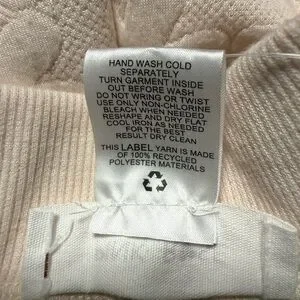 HAND WASH COLD
SEPARATELY
TURN GARMENT INSIDE
OUT BEFORE WASH
DO NOT WRING OR TWIST
USE ONLY NON-CHLORINE
BLEACH WHEN NEEDED
RESHAPE AND DRY FLAT
COOL IRON AS NEEDED
FOR THE BEST
RESULT DRY CLEAN
THIS LABEL YARN IS MADE
OF 100% RECYCLED
POLYESTER MATERIALS